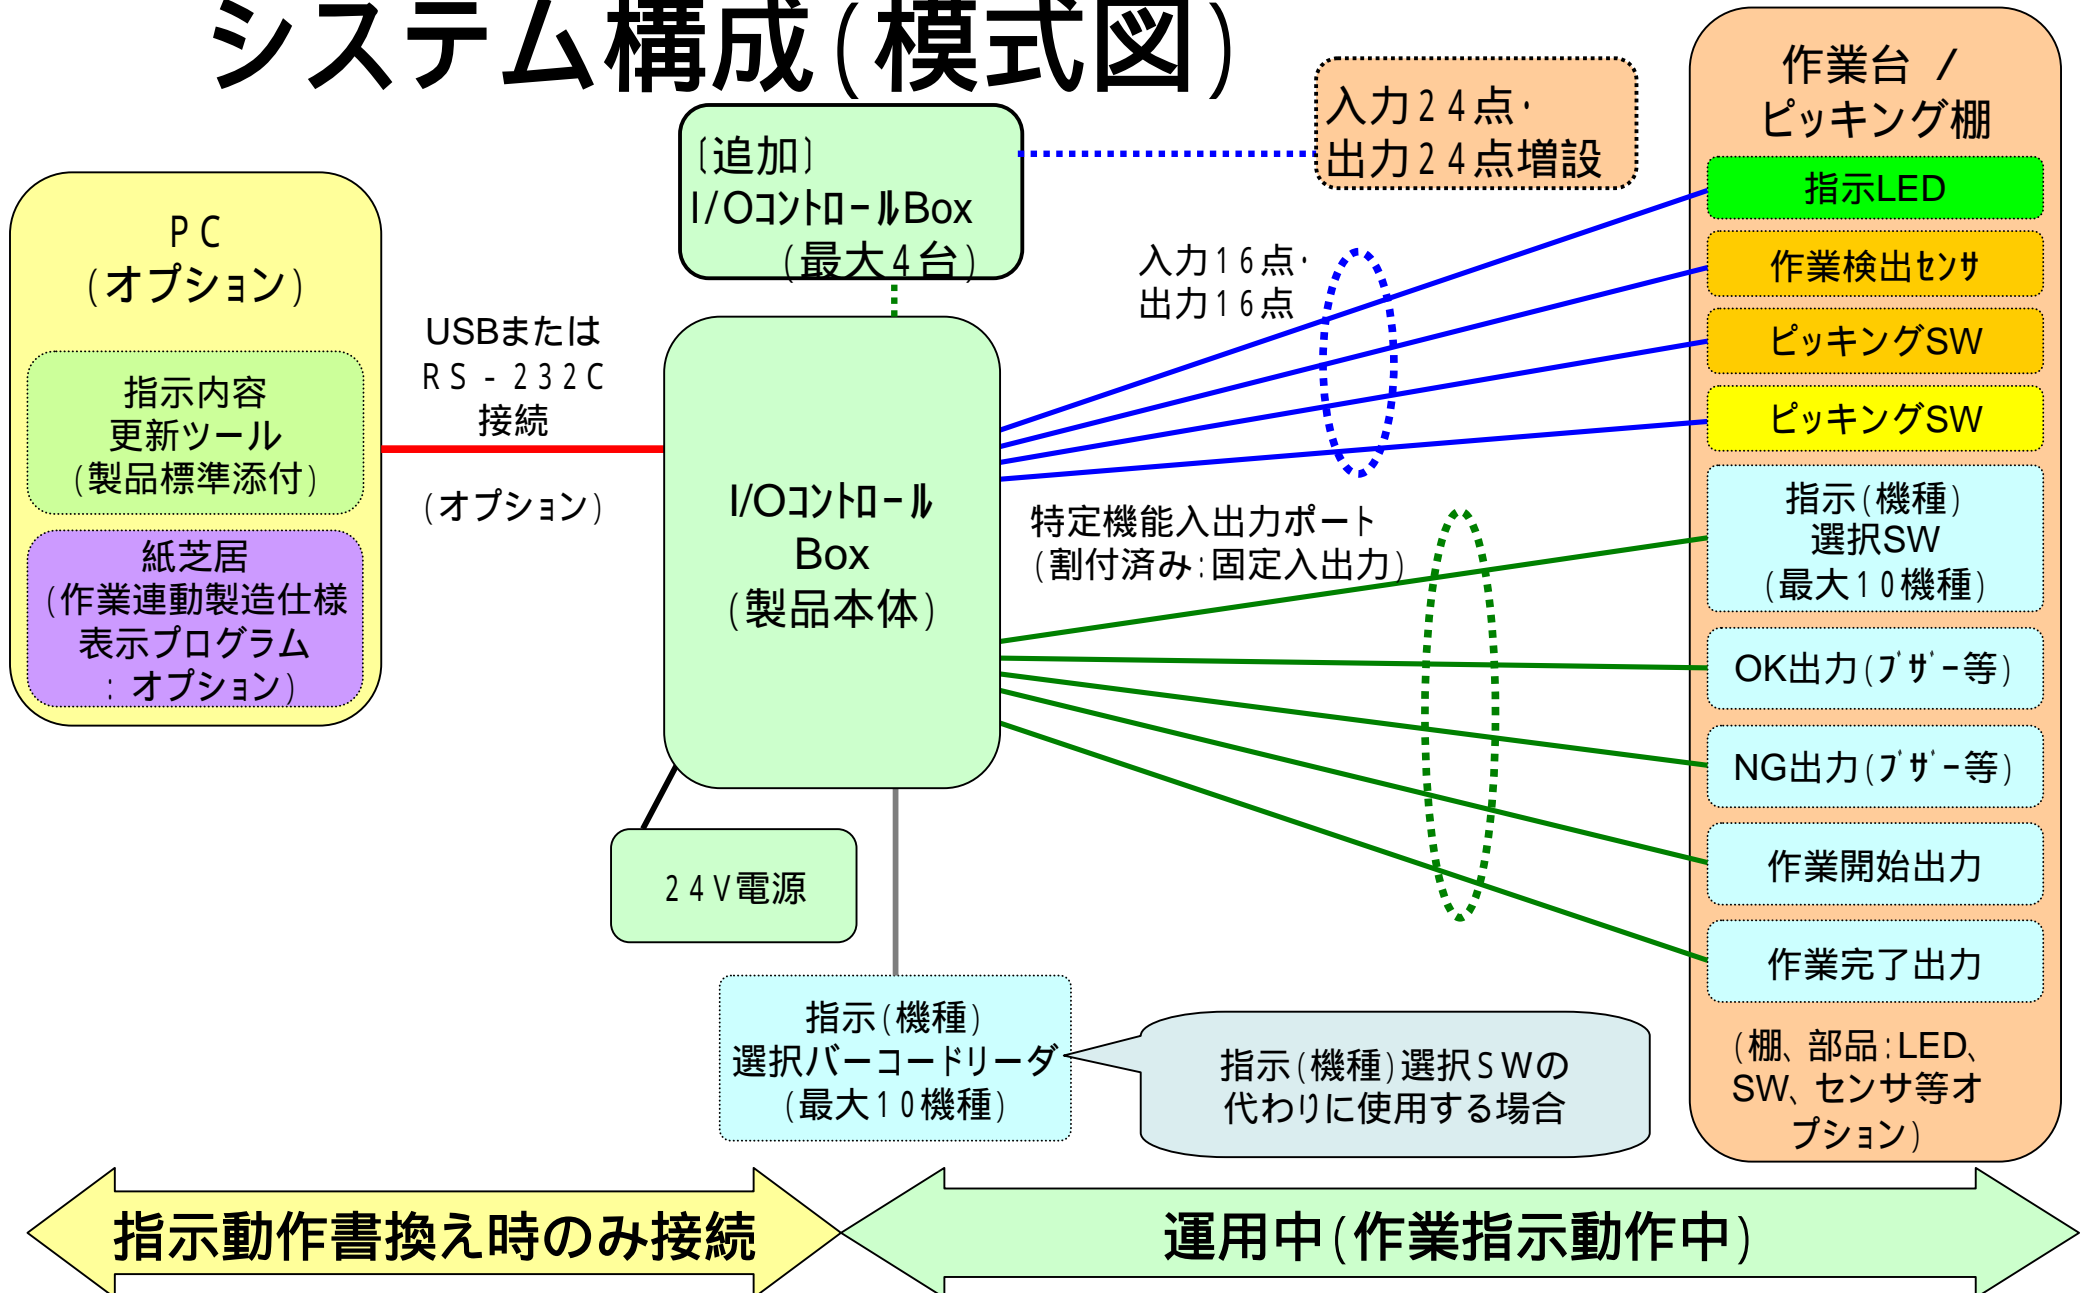 システム構成(模式図)
PC
(オプション)
指示内容
更新ツール
(製品標準添付)
紙芝居
(作業連動製造仕様
表示プログラム
:オプション)
USBまたは
RS-232C
接続
(オプション)
〔追加〕
I/OｺﾝﾄﾛｰﾙBox
(最大4台)
入力24点・
出力24点増設
I/Oｺﾝﾄﾛｰﾙ
Box
(製品本体)
24V電源
指示(機種)
選択バーコードリーダ
(最大10機種)
指示(機種)選択SWの
代わりに使用する場合
入力16点・
出力16点
特定機能入出力ポート
(割付済み:固定入出力)
作業台 /
ピッキング棚
指示LED
作業検出ｾﾝｻ
ピッキングSW
ピッキングSW
指示(機種)
選択SW
(最大10機種)
OK出力(ﾌﾞｻﾞｰ等)
NG出力(ﾌﾞｻﾞｰ等)
作業開始出力
作業完了出力
(棚、部品:LED、
SW、センサ等オ
プション)
指示動作書換え時のみ接続
運用中(作業指示動作中)